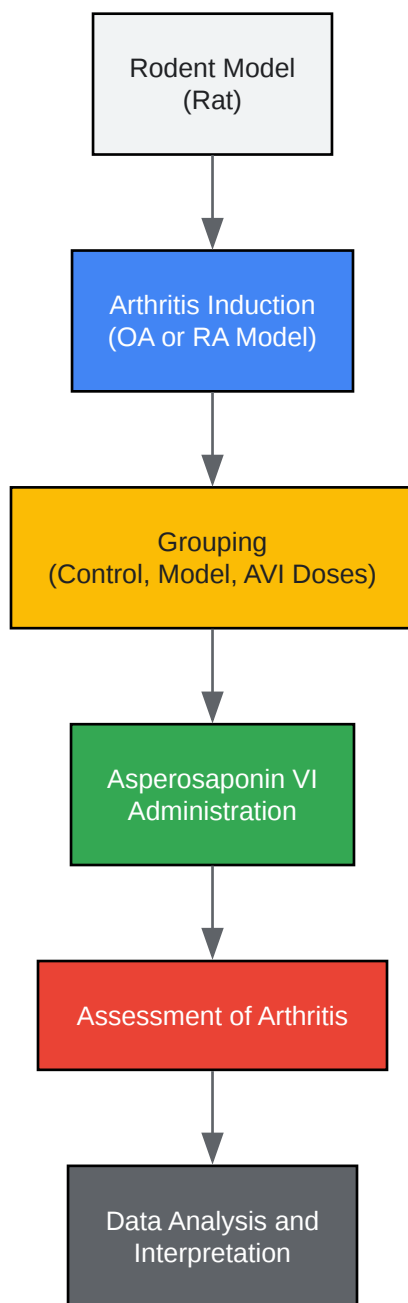 Rodent Model
(Rat)
Arthritis Induction
(OA or RA Model)
Grouping
(Control, Model, AVI Doses)
Asperosaponin VI
Administration
Assessment of Arthritis
Data Analysis and
Interpretation